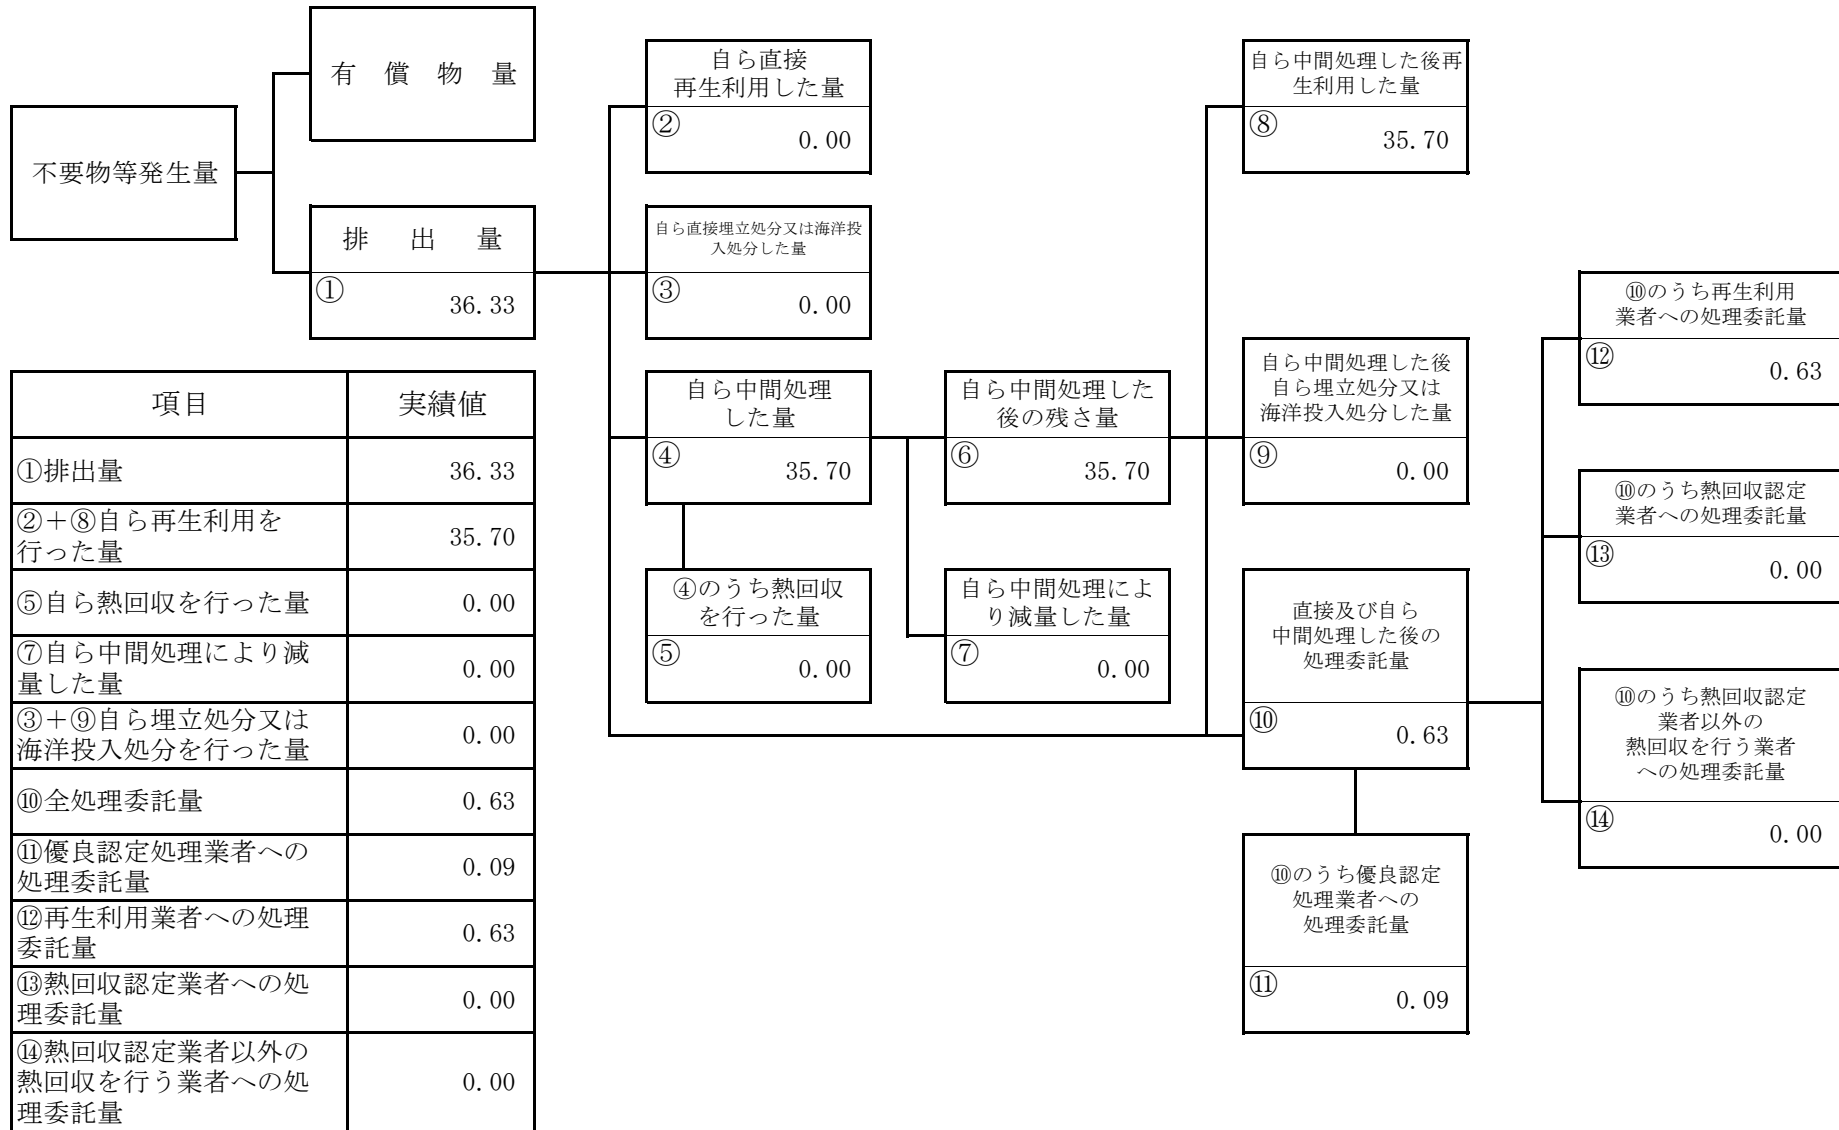 有　償　物　量
不要物等発生量
排　出　量
①
36.33
自ら直接
再生利用した量
②
0.00
自ら直接埋立処分又は海洋投
入処分した量
③
0.00
自ら中間処理
した量
④
35.70
④のうち熱回収
を行った量
⑤
0.00
自ら中間処理した
後の残さ量
⑥
35.70
自ら中間処理によ
り減量した量
⑦
0.00
自ら中間処理した後再
生利用した量
⑧
35.70
自ら中間処理した後
自ら埋立処分又は
海洋投入処分した量
⑨
0.00
直接及び自ら
中間処理した後の
処理委託量
⑩
0.63
⑩のうち優良認定
処理業者への
処理委託量
⑪
0.09
⑩のうち再生利用
業者への処理委託量
⑫
0.63
⑩のうち熱回収認定
業者への処理委託量
⑬
0.00
⑩のうち熱回収認定
業者以外の
熱回収を行う業者
への処理委託量
⑭
0.00
項目 実績値
①排出量 36.33
②＋⑧自ら再生利用を
行った量 35.70
⑤自ら熱回収を行った量 0.00
⑦自ら中間処理により減
量した量 0.00
③＋⑨自ら埋立処分又は
海洋投入処分を行った量 0.00
⑩全処理委託量 0.63
⑪優良認定処理業者への
処理委託量 0.09
⑫再生利用業者への処理
委託量 0.63
⑬熱回収認定業者への処
理委託量 0.00
⑭熱回収認定業者以外の
熱回収を行う業者への処 0.00
理委託量